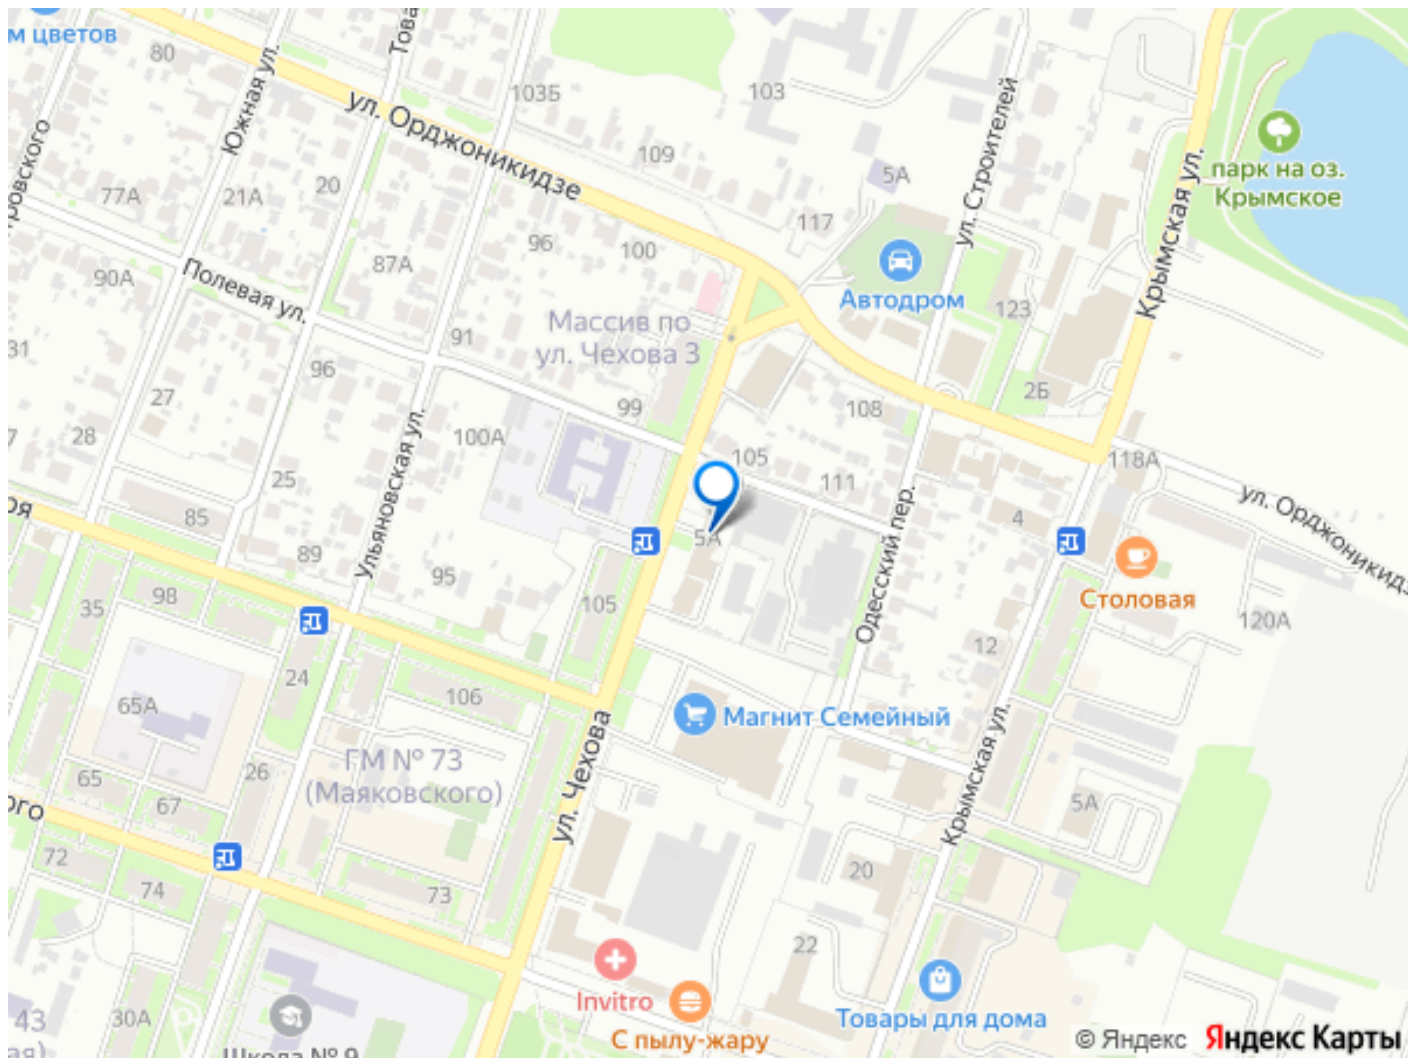 м цветов
80
Южная ул.
Това
ул. Орджоникидзе
103Б
103
109
5А
ул. Строителей
Крымская ул.
парк на оз.
Крымское
ровского
77А
21А
20
96
100
117
Автодром
90А
Полевая ул.
87А
91
Массив по
ул. Чехова 3
123
2Б
31
27
96
99
108
28
100А
105
111
118А
25
Ульяновская ул.
85
89
95
5А
4
ул. Орджоникидз
Столовая
Одесский пер.
35
98
105
12
120А
24
106
65А
Магнит Семейный
ГМ № 73
(Маяковского)
ул. Чехова
Крымская ул.
65
67
26
5А
ого
72
74
73
20
22
Invitro
С пылу-жару
Товары для дома
43
30А
Школа № 9
© Яндекс Яндекс Карты